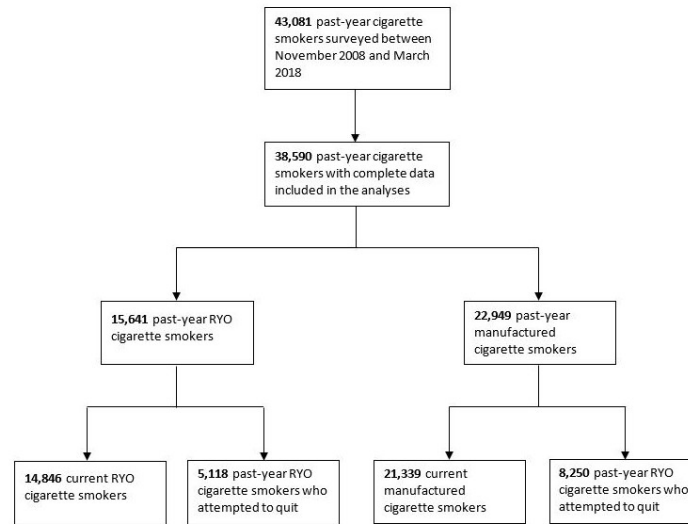 43,081 past-year cigarette
smokers surveyed between
November 2008 and March
2018
38,590 past-year cigarette
smokers with complete data
included in the analyses
15,641 past-year RYO
cigarette smokers
22,949 past-year
manufactured
cigarette smokers
14,846 current RYO
cigarette smokers
5,118 past-year RYO
cigarette smokers who
attempted to quit
21,339 current
manufactured
cigarette smokers
8,250 past-year RYO
cigarette smokers who
attempted to quit